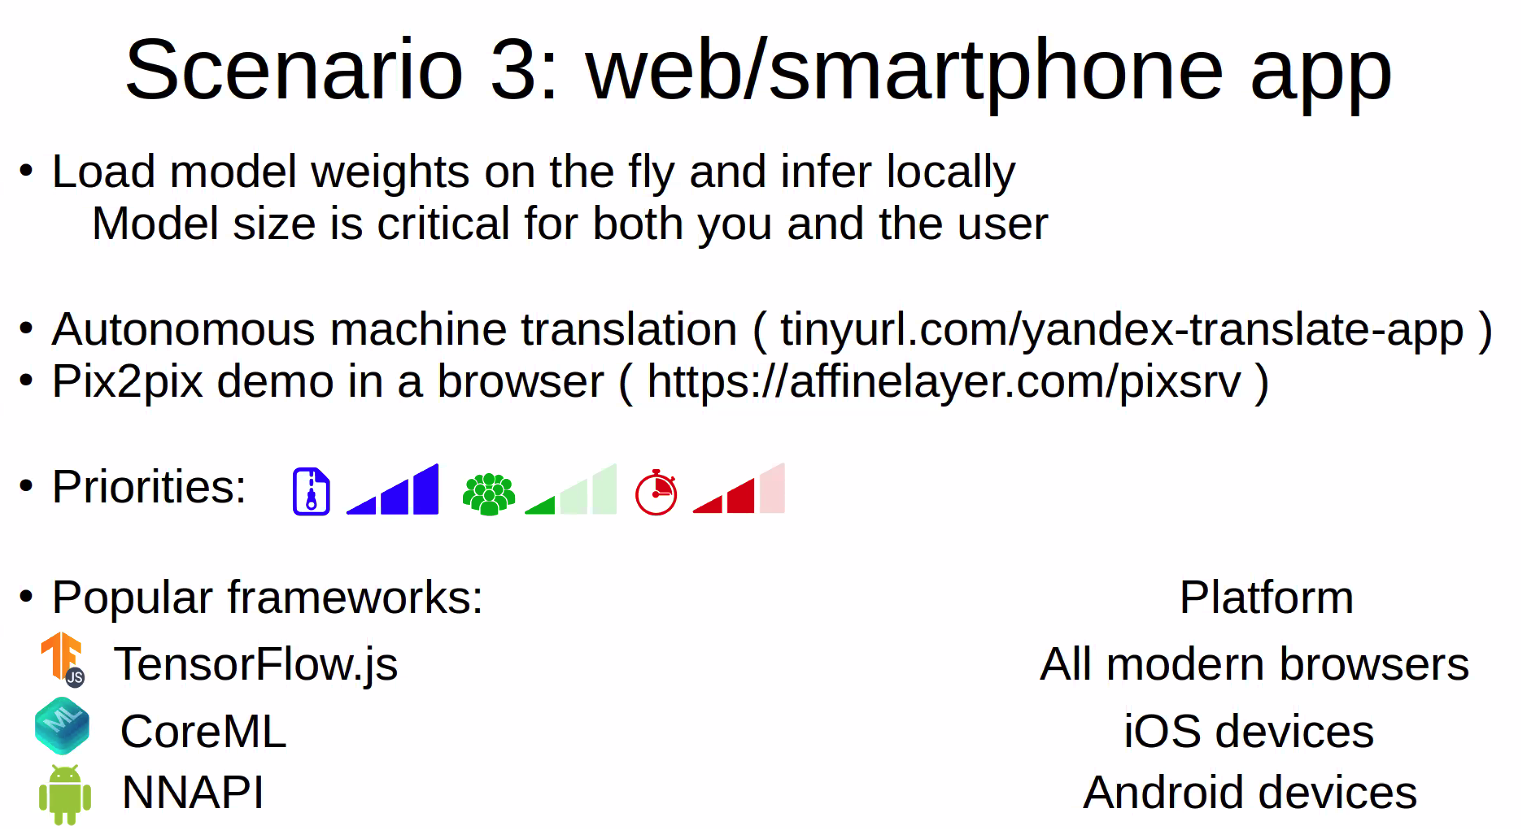 Scenario 3: web/smartphone app
• Load model weights on the fly and infer locally
Model size is critical for both you and the user
• Autonomous machine translation ( tinyurl.com/yandex-translate-app )
• Pix2pix demo in a browser ( https://affinelayer.com/pixsrv )
• Priorities:
• Popular frameworks: Platform
JS TensorFlow.js All modern browsers
ML CoreML iOS devices
NNAPI Android devices